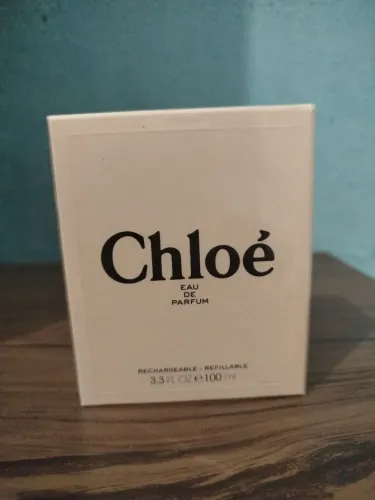 Chloé
EAU
DE
PARFUM
RECHARGEABLE - REFILLABLE
3.3 FL OZ ℮ 100 ml